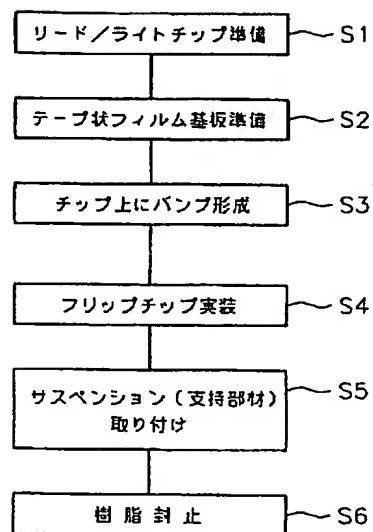 リード/ライトチップ準備 S1
テープ状フィルム基板準備 S2
チップ上にバンプ形成 S3
フリップチップ実装 S4
サスペンション(支持部材) S5
取り付け
樹脂封止 S6